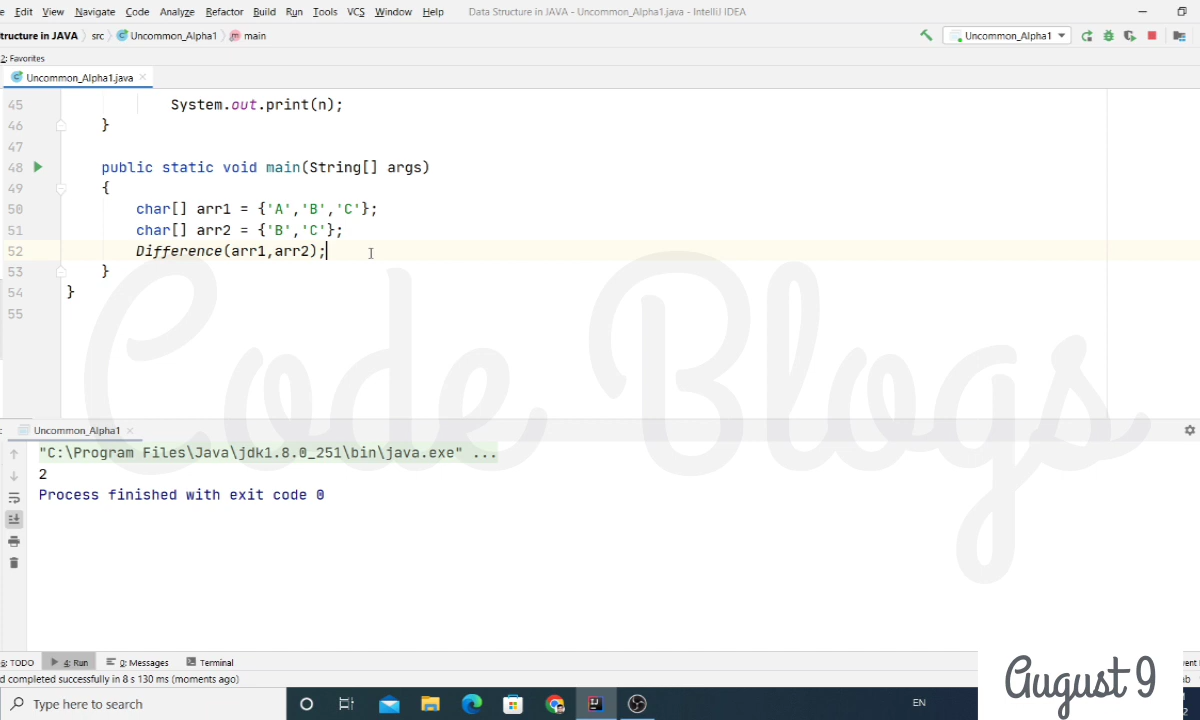 e Edit View Navigate Code Analyze Refactor Build Run Tools VCS Window Help Data Structure in JAVA - Uncommon_Alpha1.java - IntelliJ IDEA
tructure in JAVA src Uncommon_Alpha1 main Uncommon_Alpha1
2: Favorites
Uncommon_Alpha1.java
45 System.out.print(n);
46 }
47
48 public static void main(String[] args)
49 {
50 char[] arr1 = {'A','B','C'};
51 char[] arr2 = {'B','C'};
52 Difference(arr1,arr2);
53 }
54 }
55
Code Blogs
Uncommon_Alpha1
"C:\Program Files\Java\jdk1.8.0_251\bin\java.exe" ...
2
Process finished with exit code 0
6: TODO 4: Run 0: Messages Terminal
d completed successfully in 8 s 130 ms (moments ago)
Type here to search EN
August 9